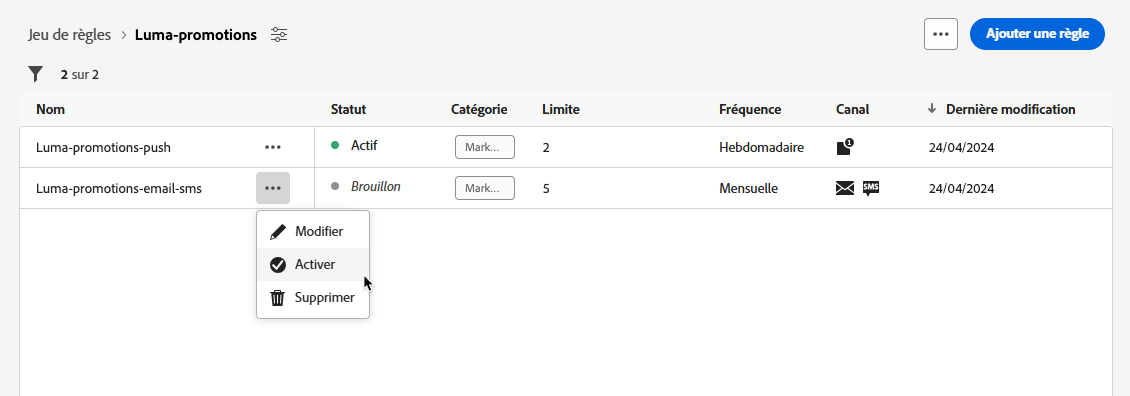 Jeu de règles > Luma-promotions
Ajouter une règle
2 sur 2
Nom Statut Catégorie Limite Fréquence Canal Dernière modification
Luma-promotions-push Actif Mark... 2 Hebdomadaire 1 24/04/2024
Luma-promotions-email-sms Brouillon Mark... 5 Mensuelle SMS 24/04/2024
Modifier
Activer
Supprimer